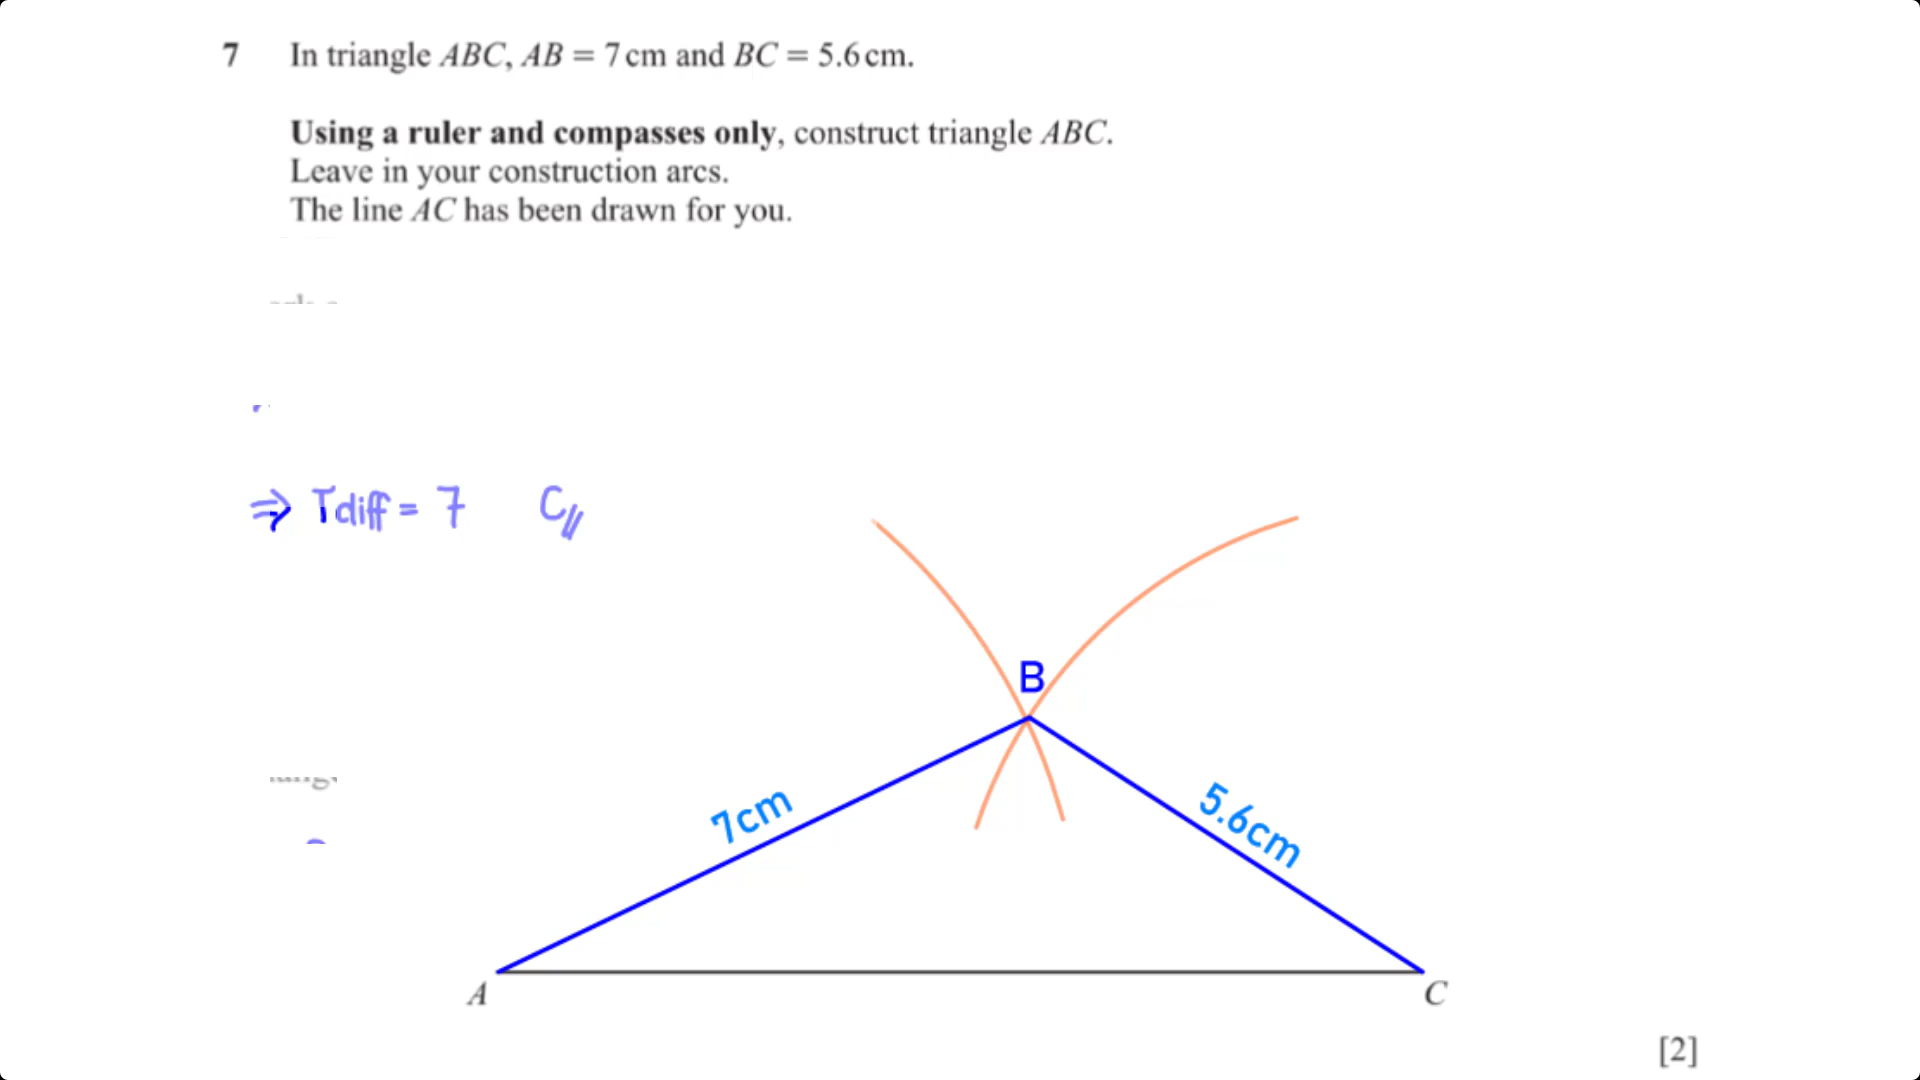 7 In triangle ABC, AB = 7 cm and BC = 5.6 cm.
Using a ruler and compasses only, construct triangle ABC.
Leave in your construction arcs.
The line AC has been drawn for you.
⇒ Tdiff = 7 C//
B
7cm
5.6cm
A
C
[2]